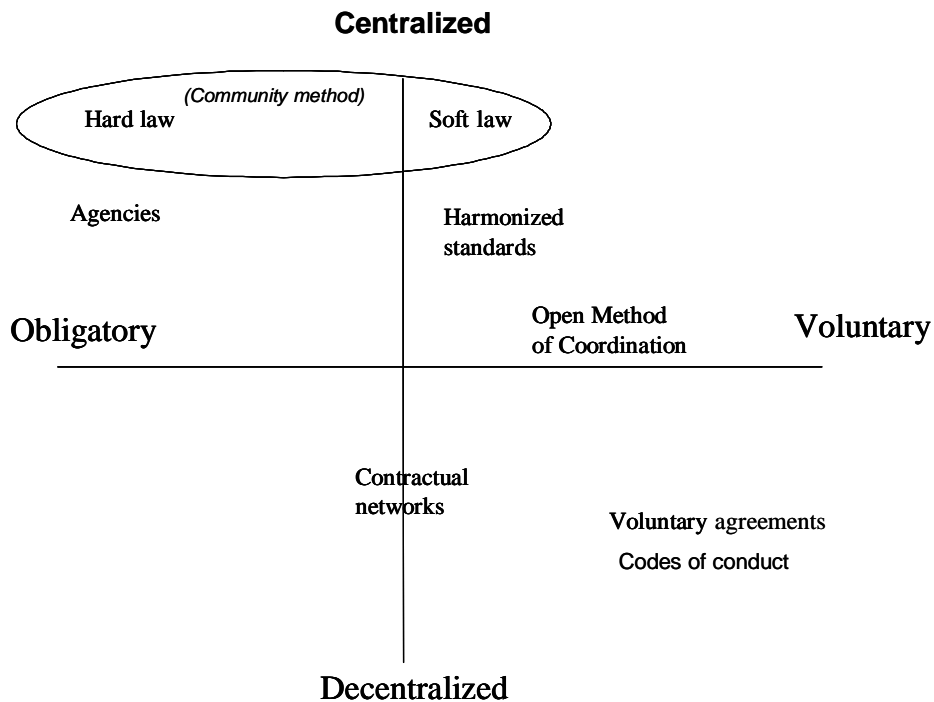 Centralized
(Community method)
Hard law
Soft law
Agencies
Harmonized
standards
Open Method
of Coordination
Obligatory
Voluntary
Contractual
networks
Voluntary agreements
Codes of conduct
Decentralized